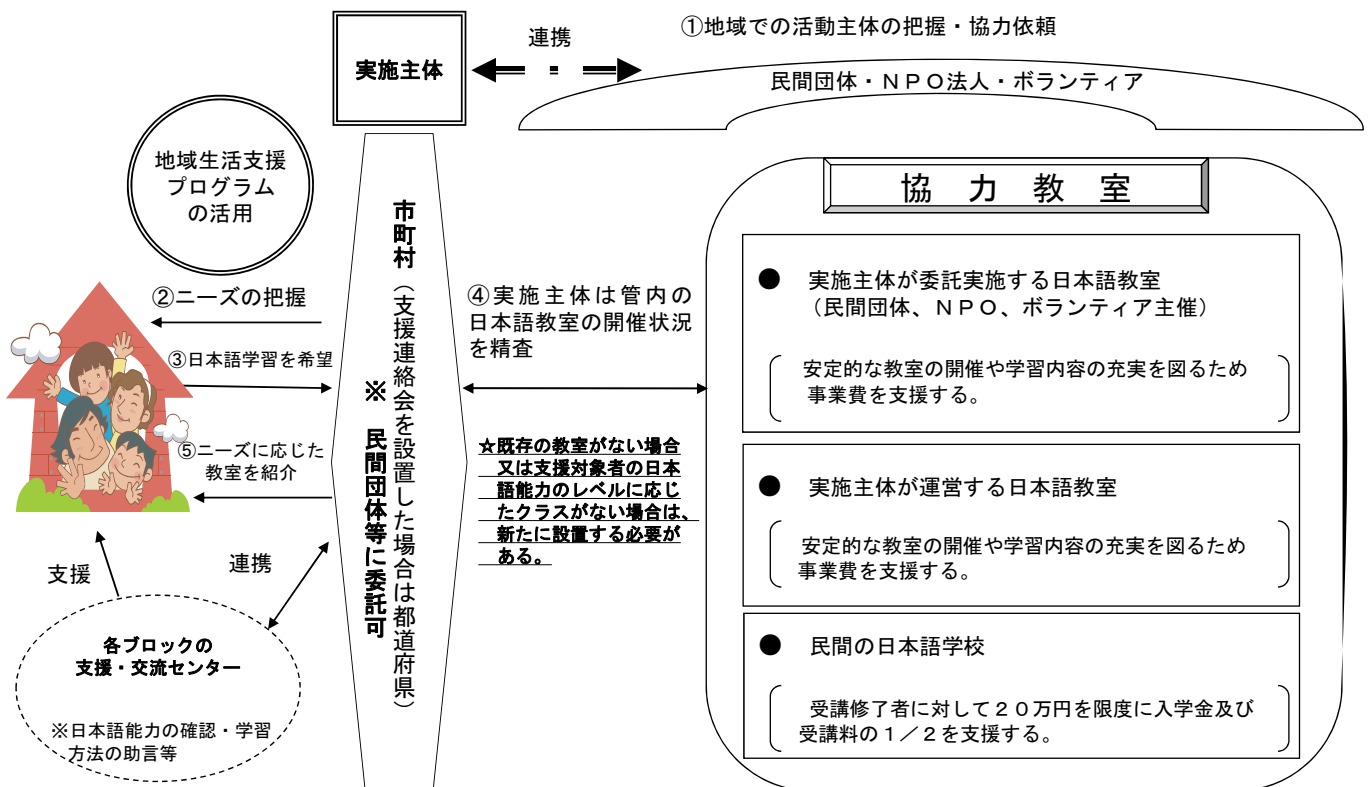 ①地域での活動主体の把握・協力依頼
連携
実施主体
民間団体・ＮＰＯ法人・ボランティア
地域生活支援
プログラム
の活用
市町村（支援連絡会を設置した場合は都道府県）
※　民間団体等に委託可
②ニーズの把握
③日本語学習を希望
⑤ニーズに応じた
教室を紹介
④実施主体は管内の
日本語教室の開催状況
を精査
☆既存の教室がない場合
又は支援対象者の日本
語能力のレベルに応じ
たクラスがない場合は、
新たに設置する必要が
ある。
支援
連携
各ブロックの
支援・交流センター
※日本語能力の確認・学習
方法の助言等
協　力　教　室
●　実施主体が委託実施する日本語教室
（民間団体、ＮＰＯ、ボランティア主催）
安定的な教室の開催や学習内容の充実を図るため
事業費を支援する。
●　実施主体が運営する日本語教室
安定的な教室の開催や学習内容の充実を図るため
事業費を支援する。
●　民間の日本語学校
受講修了者に対して２０万円を限度に入学金及び
受講料の１／２を支援する。